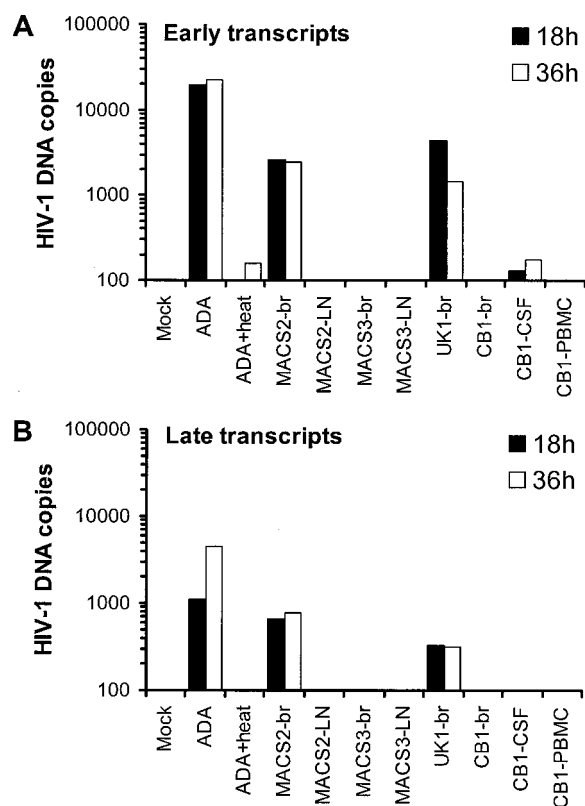 A
Early transcripts
18h
36h
HIV-1 DNA copies
100000
10000
1000
100
Mock
ADA
ADA+heat
MACS2-br
MACS2-LN
MACS3-br
MACS3-LN
UK1-br
CB1-br
CB1-CSF
CB1-PBMC
B
Late transcripts
18h
36h
HIV-1 DNA copies
100000
10000
1000
100
Mock
ADA
ADA+heat
MACS2-br
MACS2-LN
MACS3-br
MACS3-LN
UK1-br
CB1-br
CB1-CSF
CB1-PBMC